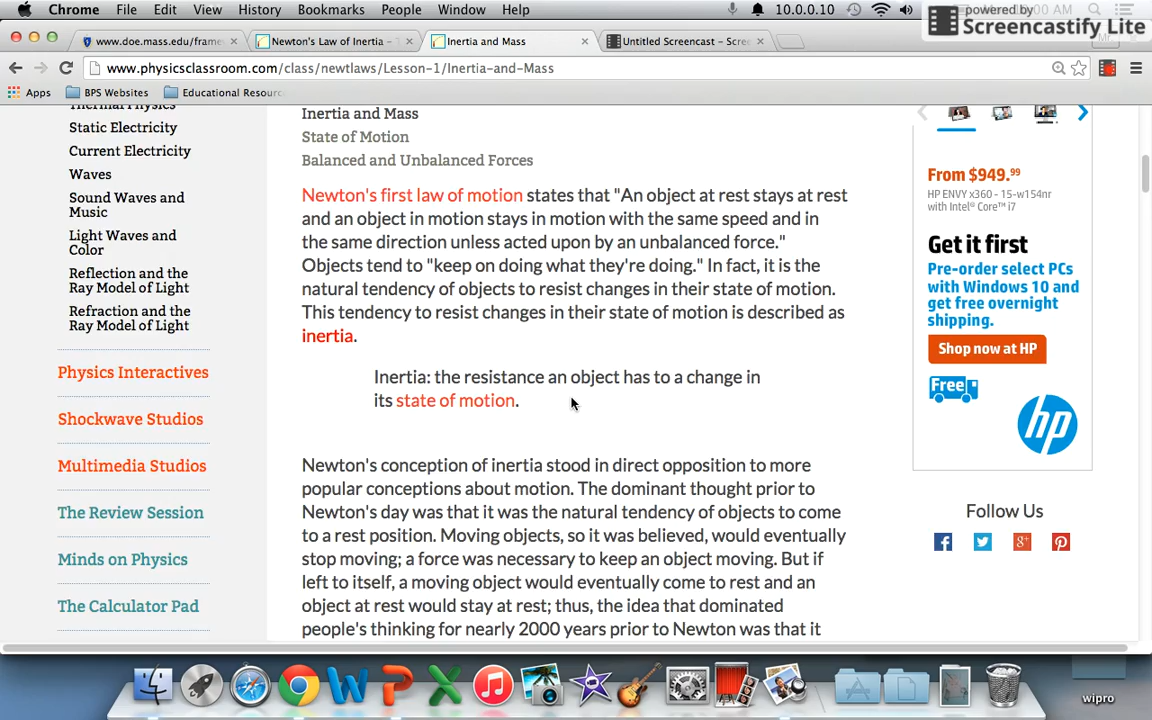 Chrome File Edit View History Bookmarks People Window Help
10.0.0.10
powered by
Screencastify Lite
www.doe.mass.edu/frame
Newton's Law of Inertia – T
Inertia and Mass
Untitled Screencast – Scre
www.physicsclassroom.com/class/newtlaws/Lesson-1/Inertia-and-Mass
Apps
BPS Websites
Educational Resour
Thermal Physics
Static Electricity
Current Electricity
Waves
Sound Waves and
Music
Light Waves and
Color
Reflection and the
Ray Model of Light
Refraction and the
Ray Model of Light
Physics Interactives
Shockwave Studios
Multimedia Studios
The Review Session
Minds on Physics
The Calculator Pad
Inertia and Mass
State of Motion
Balanced and Unbalanced Forces
Newton's first law of motion states that "An object at rest stays at rest
and an object in motion stays in motion with the same speed and in
the same direction unless acted upon by an unbalanced force."
Objects tend to "keep on doing what they're doing." In fact, it is the
natural tendency of objects to resist changes in their state of motion.
This tendency to resist changes in their state of motion is described as
inertia.
Inertia: the resistance an object has to a change in
its state of motion.
Newton's conception of inertia stood in direct opposition to more
popular conceptions about motion. The dominant thought prior to
Newton's day was that it was the natural tendency of objects to come
to a rest position. Moving objects, so it was believed, would eventually
stop moving; a force was necessary to keep an object moving. But if
left to itself, a moving object would eventually come to rest and an
object at rest would stay at rest; thus, the idea that dominated
people's thinking for nearly 2000 years prior to Newton was that it
From $949.99
HP ENVY x360 - 15-w154nr
with Intel® Core™ i7
Get it first
Pre-order select PCs
with Windows 10 and
get free overnight
shipping.
Shop now at HP
Free
hp
Follow Us
wipro